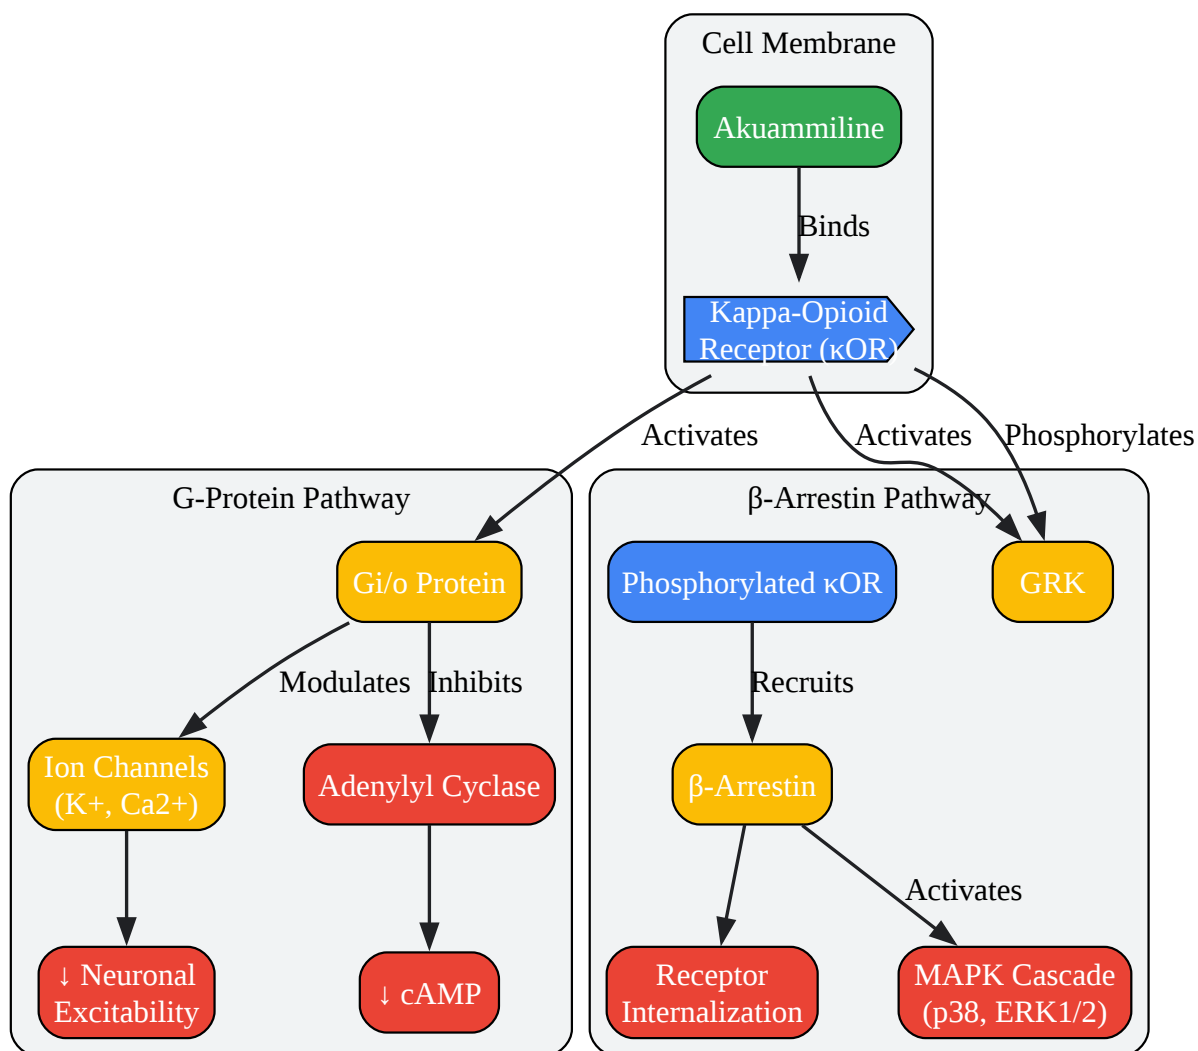 Cell Membrane
Akuammiline
Binds
Kappa-Opioid
Receptor (κOR)
Activates
Activates
Phosphorylates
G-Protein Pathway
β-Arrestin Pathway
Gi/o Protein
Phosphorylated κOR
GRK
Modulates
Inhibits
Recruits
Ion Channels
(K+, Ca2+)
Adenylyl Cyclase
β-Arrestin
Activates
↓ Neuronal
Excitability
↓ cAMP
Receptor
Internalization
MAPK Cascade
(p38, ERK1/2)